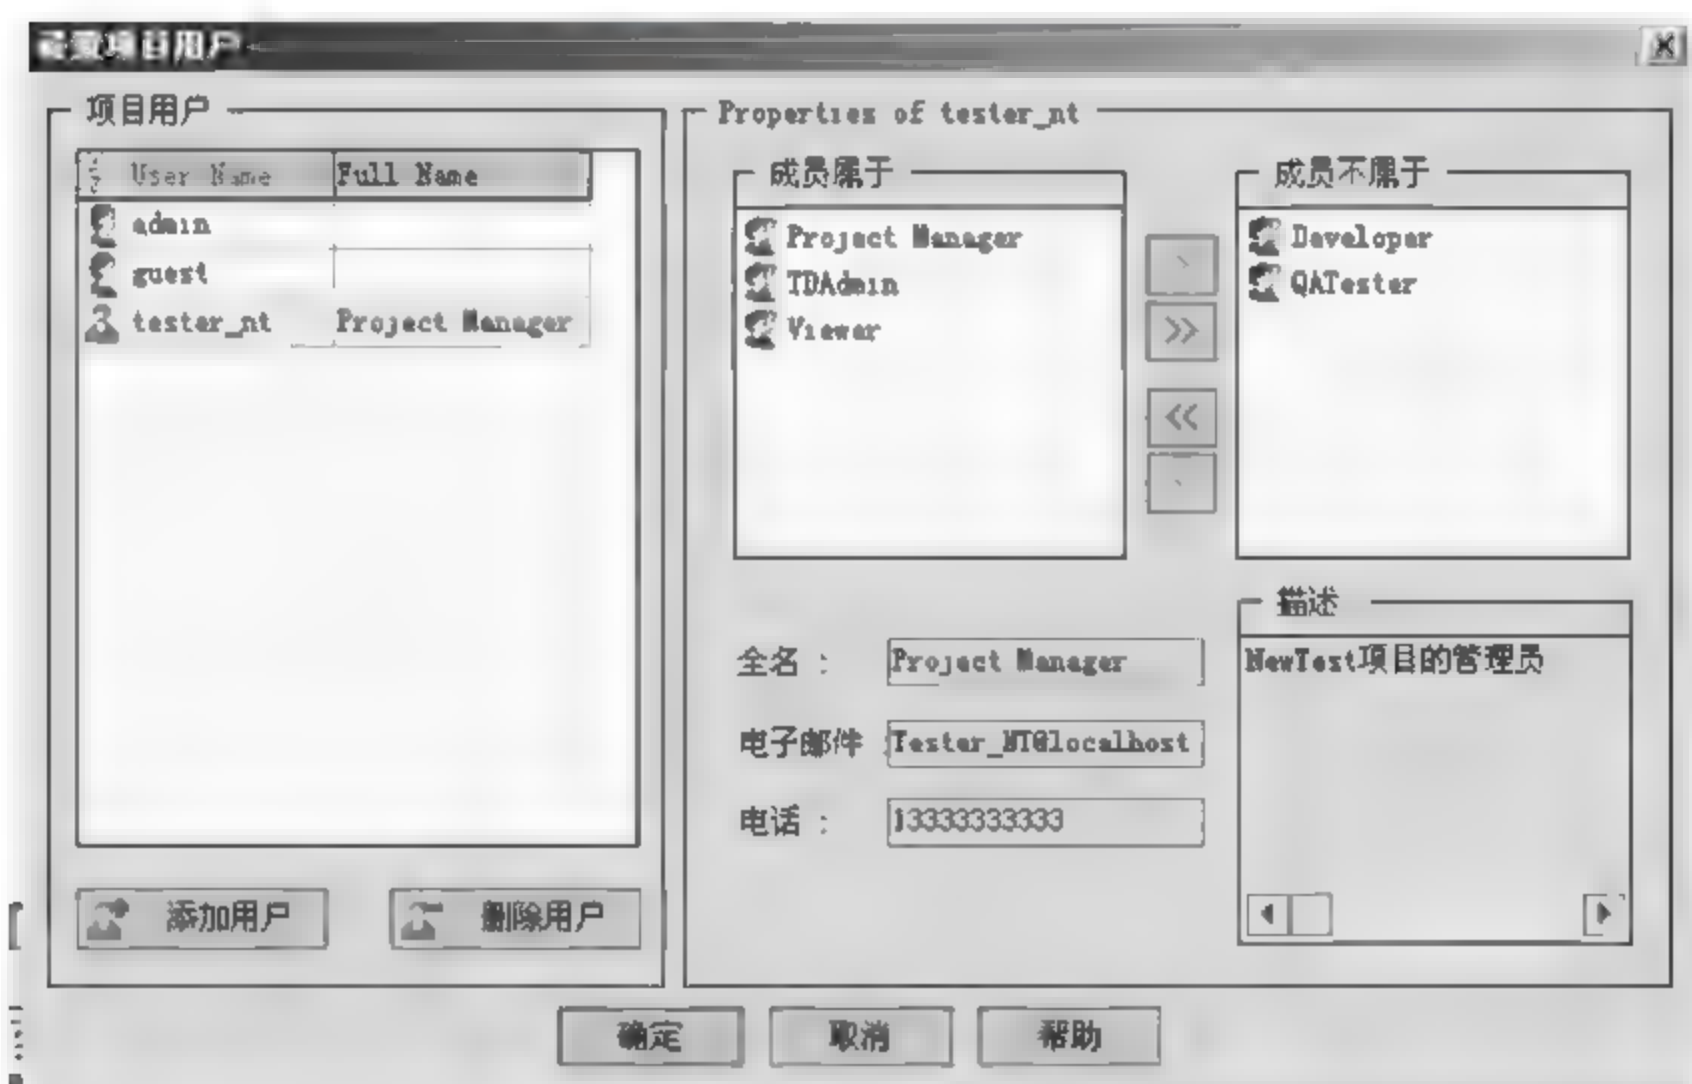 设置项目用户
项目用户
User Name Full Name
admin
guest
tester_nt Project Manager
添加用户
删除用户
Properties of tester_nt
成员属于
Project Manager
TDAdmin
Viewer
>
>>
<<
成员不属于
Developer
QATester
全名：
Project Manager
电子邮件：
Tester_NT@localhost
电话：
13333333333
描述
NewTest项目的管理员
确定
取消
帮助